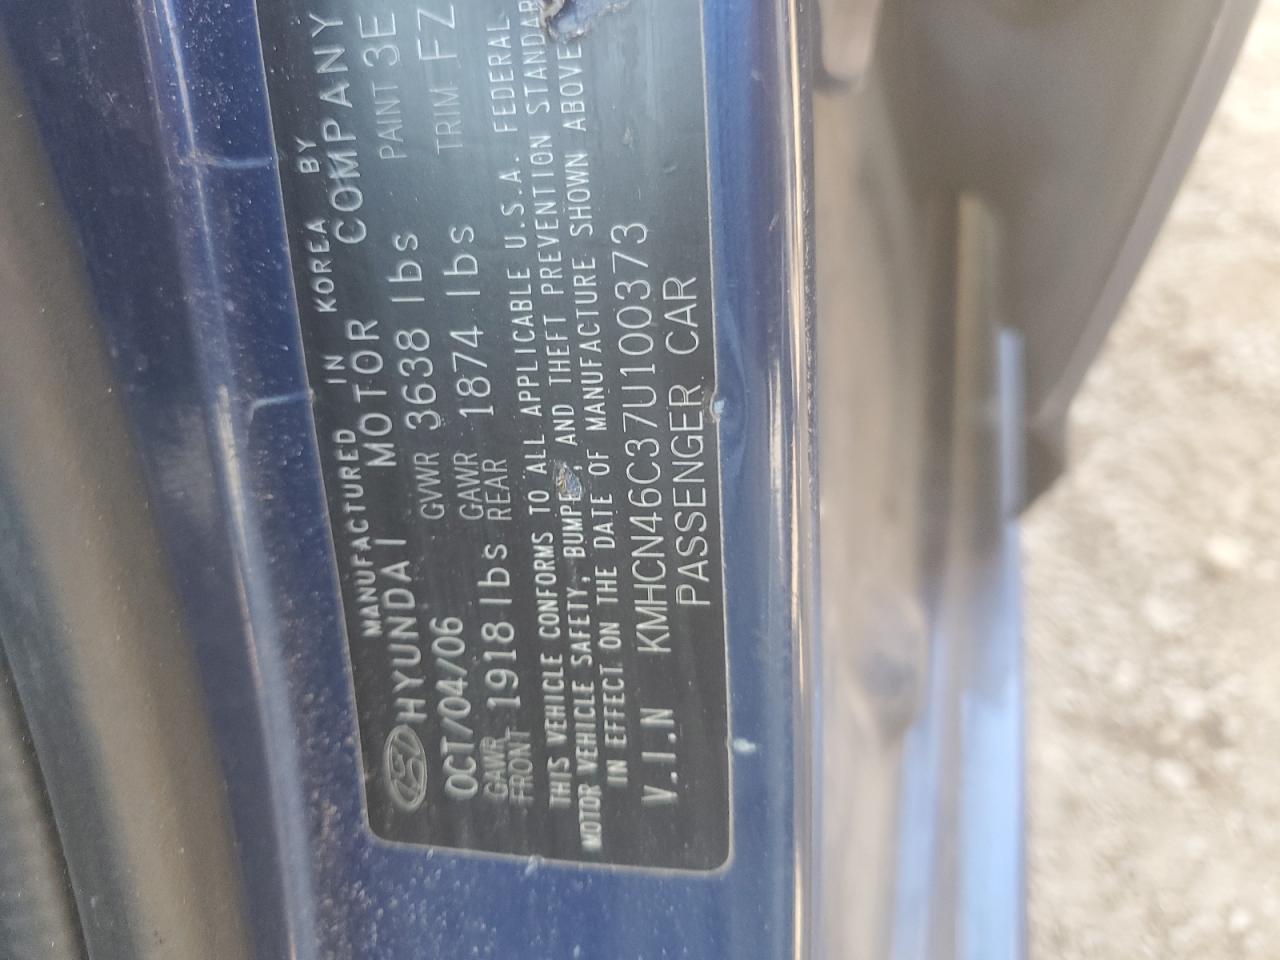 MANUFACTURED IN KOREA BY
HYUNDAI MOTOR COMPANY
OCT/04/06 GVWR 3638 lbs PAINT 3E
GAWR FRONT 1918 lbs GAWR REAR 1874 lbs TRIM FZ
THIS VEHICLE CONFORMS TO ALL APPLICABLE U.S.A. FEDERAL
MOTOR VEHICLE SAFETY, BUMPE , AND THEFT PREVENTION STANDAR
IN EFFECT ON THE DATE OF MANUFACTURE SHOWN ABOVE
V.I.N KMHCN46C37U100373
PASSENGER CAR